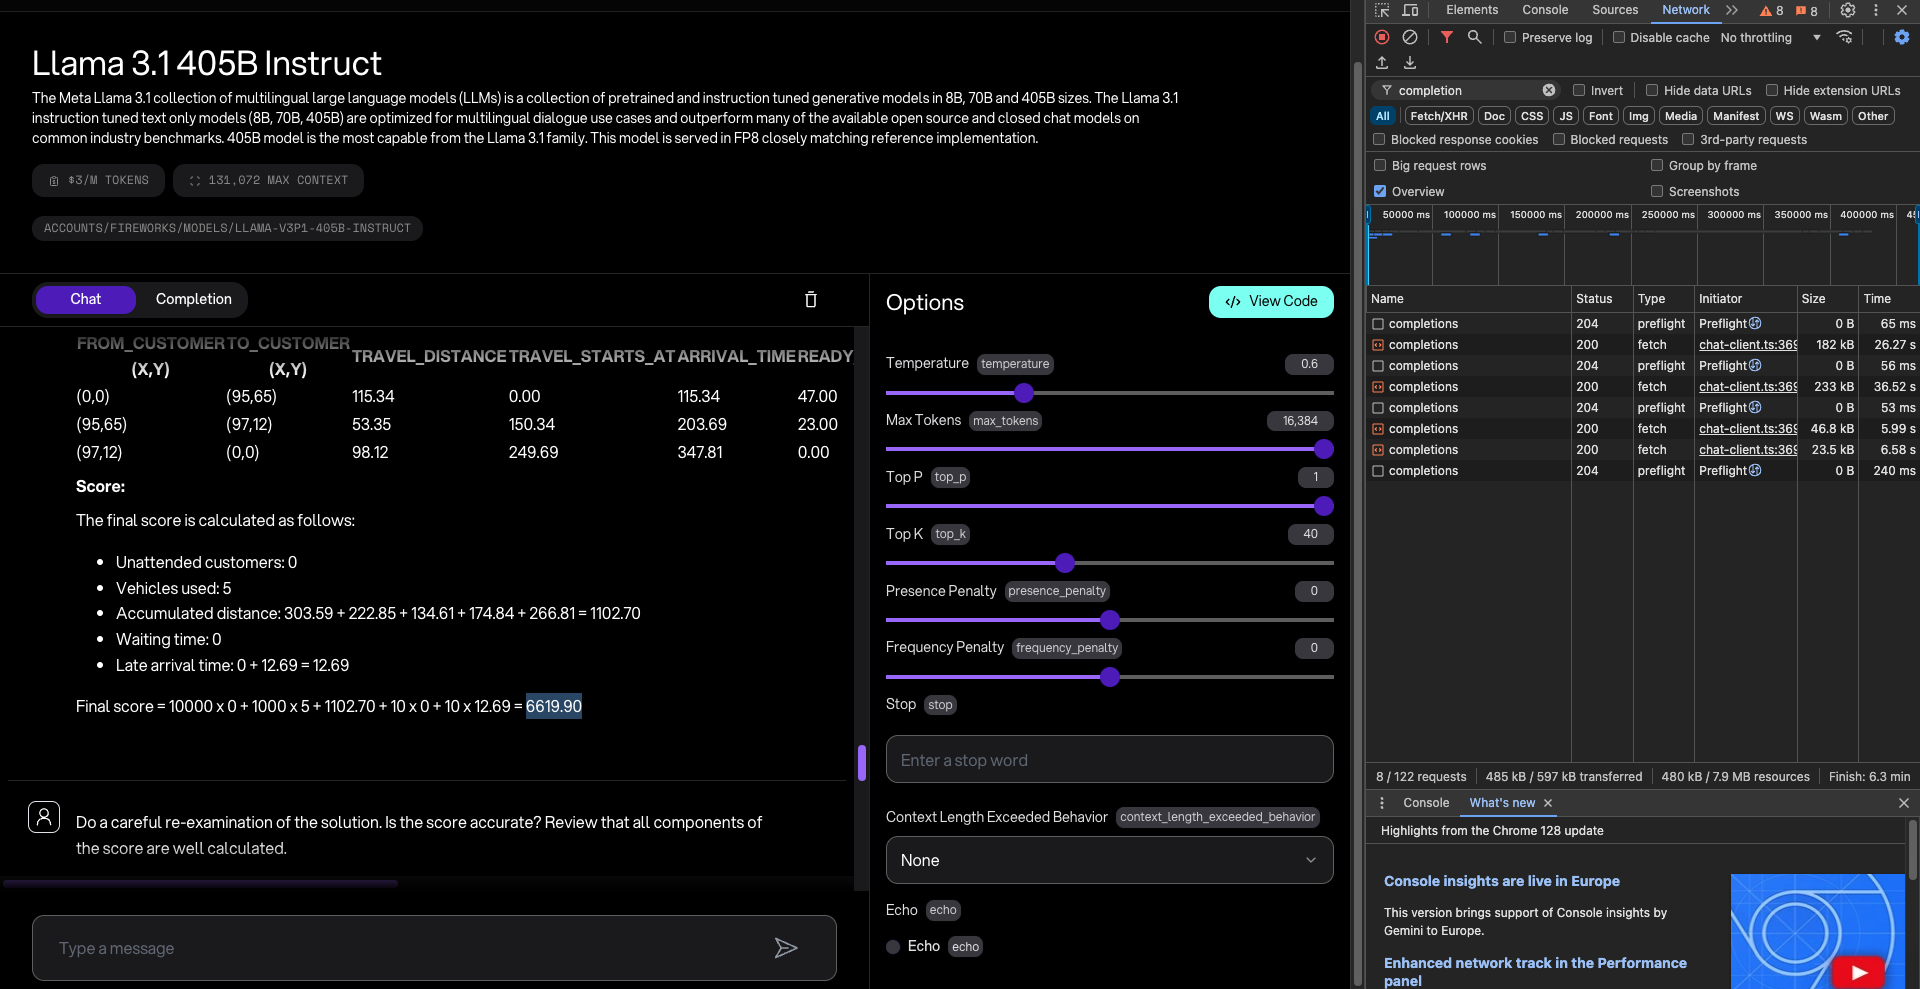 Llama 3.1 405B Instruct
The Meta Llama 3.1 collection of multilingual large language models (LLMs) is a collection of pretrained and instruction tuned generative models in 8B, 70B and 405B sizes. The Llama 3.1
instruction tuned text only models (8B, 70B, 405B) are optimized for multilingual dialogue use cases and outperform many of the available open source and closed chat models on
common industry benchmarks. 405B model is the most capable from the Llama 3.1 family. This model is served in FP8 closely matching reference implementation.
$3/M TOKENS 131,072 MAX CONTEXT
ACCOUNTS/FIREWORKS/MODELS/LLAMA-V3P1-405B-INSTRUCT
Chat Completion
FROM_CUSTOMER TO_CUSTOMER TRAVEL_DISTANCE TRAVEL_STARTS_AT ARRIVAL_TIME READY_
(X,Y) (X,Y)
(0,0) (95,65) 115.34 0.00 115.34 47.00
(95,65) (97,12) 53.35 150.34 203.69 23.00
(97,12) (0,0) 98.12 249.69 347.81 0.00
Score:
The final score is calculated as follows:
• Unattended customers: 0
• Vehicles used: 5
• Accumulated distance: 303.59 + 222.85 + 134.61 + 174.84 + 266.81 = 1102.70
• Waiting time: 0
• Late arrival time: 0 + 12.69 = 12.69
Final score = 10000 x 0 + 1000 x 5 + 1102.70 + 10 x 0 + 10 x 12.69 = 6619.90
Do a careful re-examination of the solution. Is the score accurate? Review that all components of
the score are well calculated.
Type a message
Options
View Code
Temperature temperature 0.6
Max Tokens max_tokens 16,384
Top P top_p 1
Top K top_k 40
Presence Penalty presence_penalty 0
Frequency Penalty frequency_penalty 0
Stop stop
Enter a stop word
Context Length Exceeded Behavior context_length_exceeded_behavior
None
Echo echo
Echo echo
Elements Console Sources Network 8 8
Preserve log Disable cache No throttling
completion Invert Hide data URLs Hide extension URLs
All Fetch/XHR Doc CSS JS Font Img Media Manifest WS Wasm Other
Blocked response cookies Blocked requests 3rd-party requests
Big request rows Group by frame
Overview Screenshots
50000 ms 100000 ms 150000 ms 200000 ms 250000 ms 300000 ms 350000 ms 400000 ms 45
Name Status Type Initiator Size Time
completions 204 preflight Preflight 0 B 65 ms
completions 200 fetch chat-client.ts:369 182 kB 26.27 s
completions 204 preflight Preflight 0 B 56 ms
completions 200 fetch chat-client.ts:369 233 kB 36.52 s
completions 204 preflight Preflight 0 B 53 ms
completions 200 fetch chat-client.ts:369 46.8 kB 5.99 s
completions 200 fetch chat-client.ts:369 23.5 kB 6.58 s
completions 204 preflight Preflight 0 B 240 ms
8 / 122 requests 485 kB / 597 kB transferred 480 kB / 7.9 MB resources Finish: 6.3 min
Console What's new
Highlights from the Chrome 128 update
Console insights are live in Europe
This version brings support of Console insights by
Gemini to Europe.
Enhanced network track in the Performance
panel